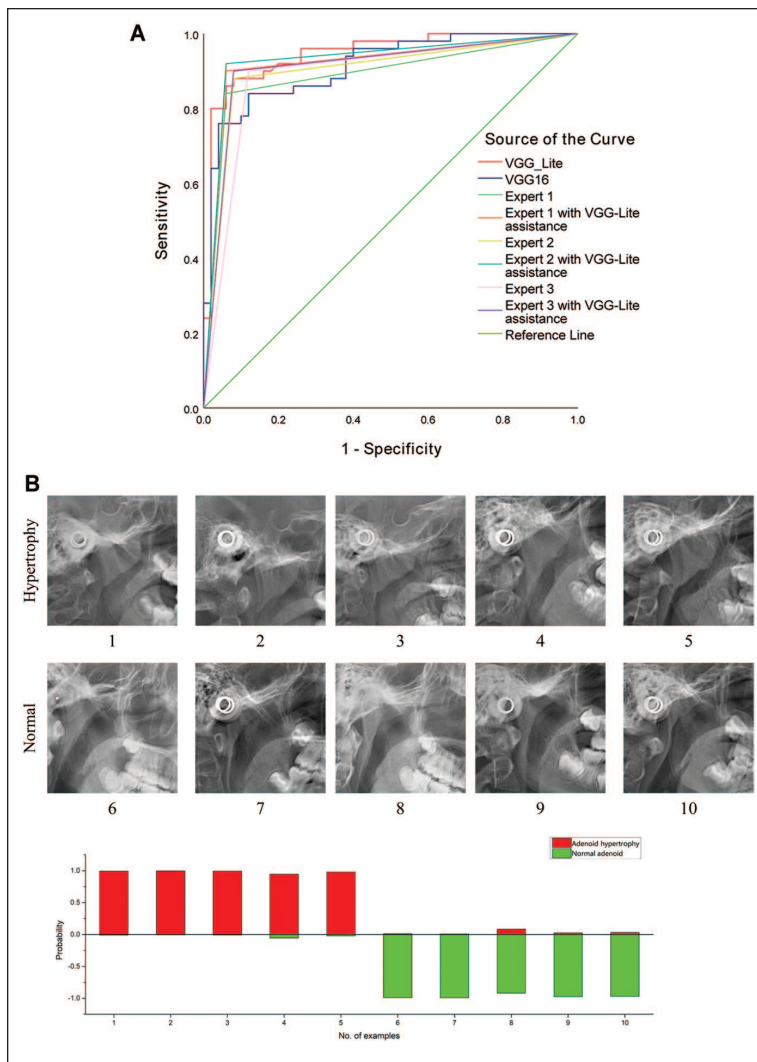 A
1.0
0.8
0.6
0.4
0.2
0.0
Sensitivity
0.0 0.2 0.4 0.6 0.8 1.0
1 - Specificity
Source of the Curve
VGG_Lite
VGG16
Expert 1
Expert 1 with VGG-Lite
assistance
Expert 2
Expert 2 with VGG-Lite
assistance
Expert 3
Expert 3 with VGG-Lite
assistance
Reference Line
B
Hypertrophy
1 2 3 4 5
Normal
6 7 8 9 10
Adenoid hypertrophy
Normal adenoid
1.0
0.5
0.0
-0.5
-1.0
Probability
1 2 3 4 5 6 7 8 9 10
No. of examples